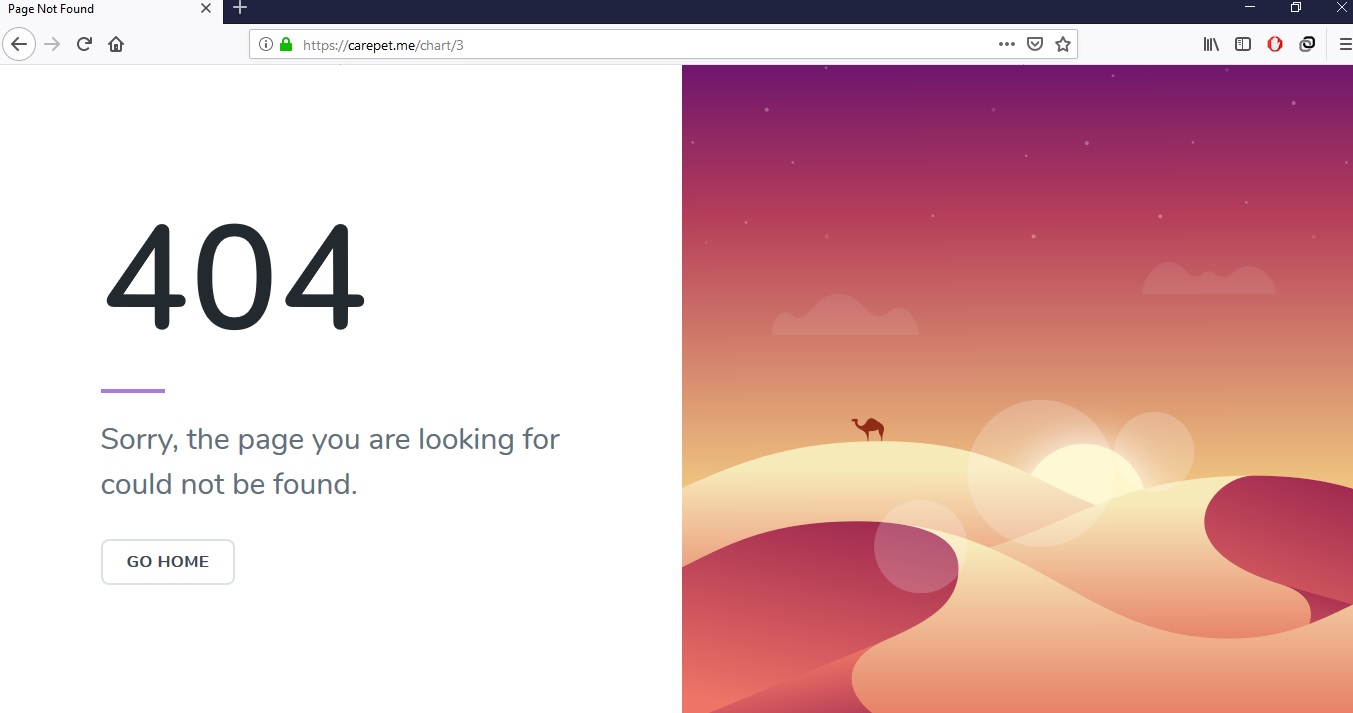 Page Not Found
https://carepet.me/chart/3
404
Sorry, the page you are looking for
could not be found.
GO HOME